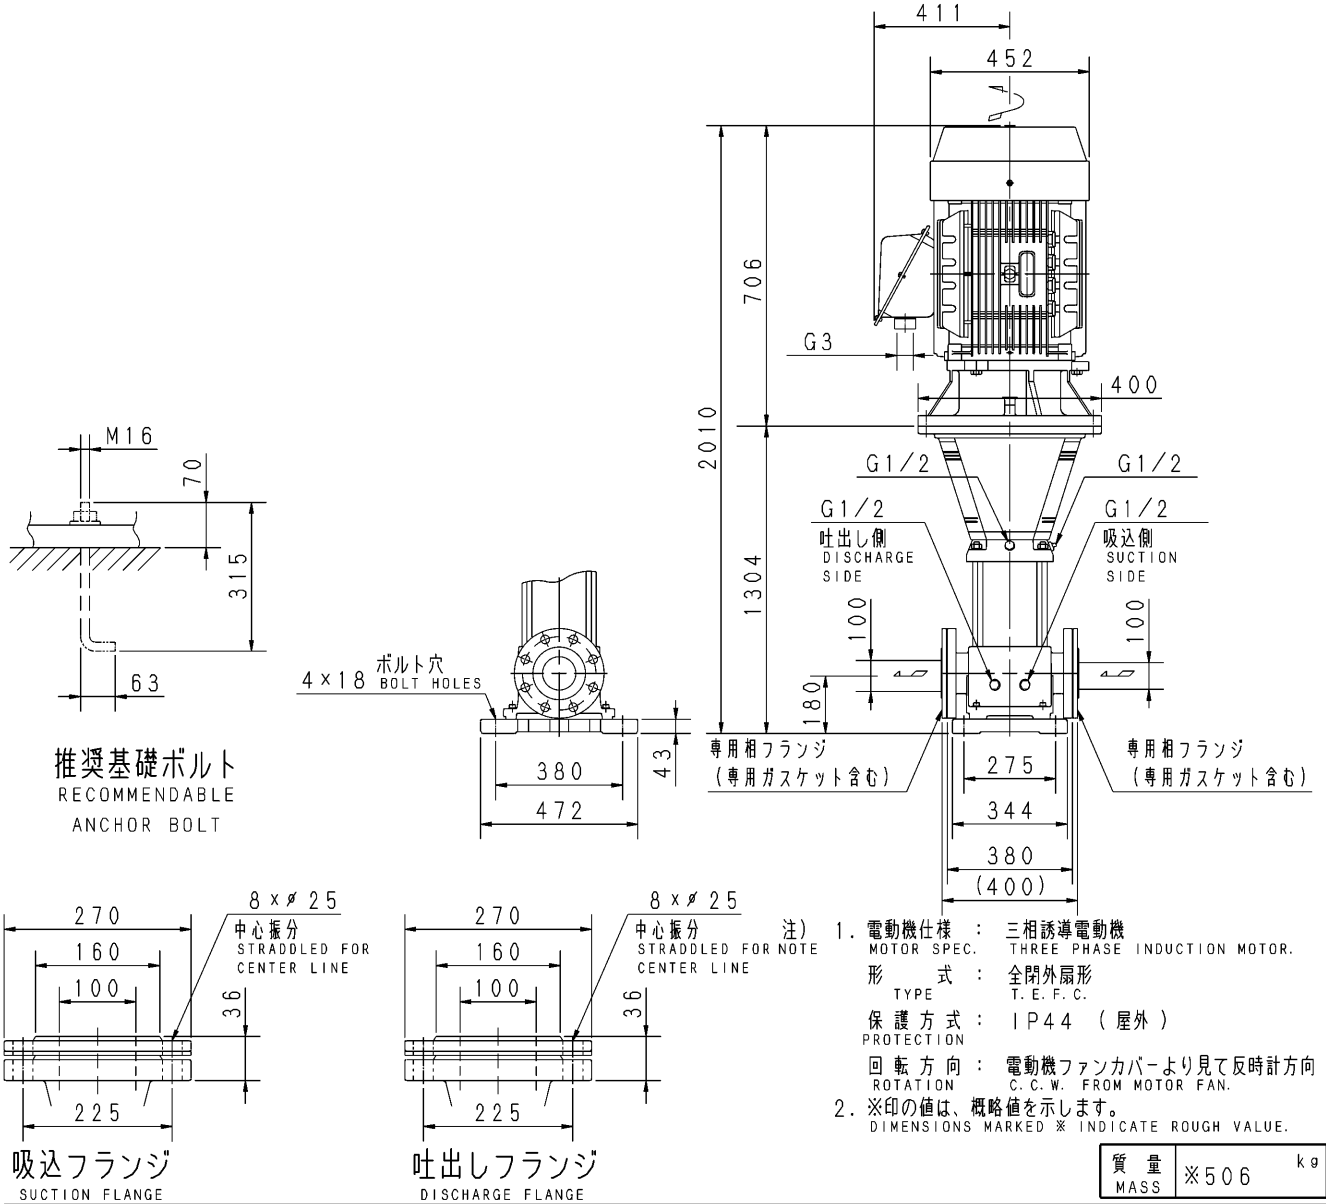 411
452
706
2010
G3
400
1304
G1/2
G1/2
G1/2
吐出し側
DISCHARGE
SIDE
G1/2
吸込側
SUCTION
SIDE
100
100
180
専用相フランジ
(専用ガスケット含む)
専用相フランジ
(専用ガスケット含む)
275
344
380
(400)
M16
70
315
63
推奨基礎ボルト
RECOMMENDABLE
ANCHOR BOLT
4×18 ボルト穴
BOLT HOLES
43
380
472
8×φ25
中心振分
STRADDLED FOR
CENTER LINE
270
160
100
36
225
吸込フランジ
SUCTION FLANGE
8×φ25
中心振分
STRADDLED FOR
CENTER LINE
270
160
100
36
225
吐出しフランジ
DISCHARGE FLANGE
注)
NOTE
1. 電動機仕様 : 三相誘導電動機
MOTOR SPEC. THREE PHASE INDUCTION MOTOR.
形 式 : 全閉外扇形
TYPE T.E.F.C.
保護方式 : IP44 (屋外)
PROTECTION
回転方向 : 電動機ファンカバーより見て反時計方向
ROTATION C.C.W. FROM MOTOR FAN.
2. ※印の値は、概略値を示します。
DIMENSIONS MARKED ※ INDICATE ROUGH VALUE.
質量
MASS
※506 kg